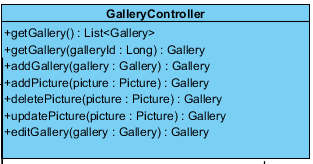 GalleryController
+getGallery() : List<Gallery>
+getGallery(galleryId : Long) : Gallery
+addGallery(gallery : Gallery) : Gallery
+addPicture(picture : Picture) : Gallery
+deletePicture(picture : Picture) : Gallery
+updatePicture(picture : Picture) : Gallery
+editGallery(gallery : Gallery) : Gallery